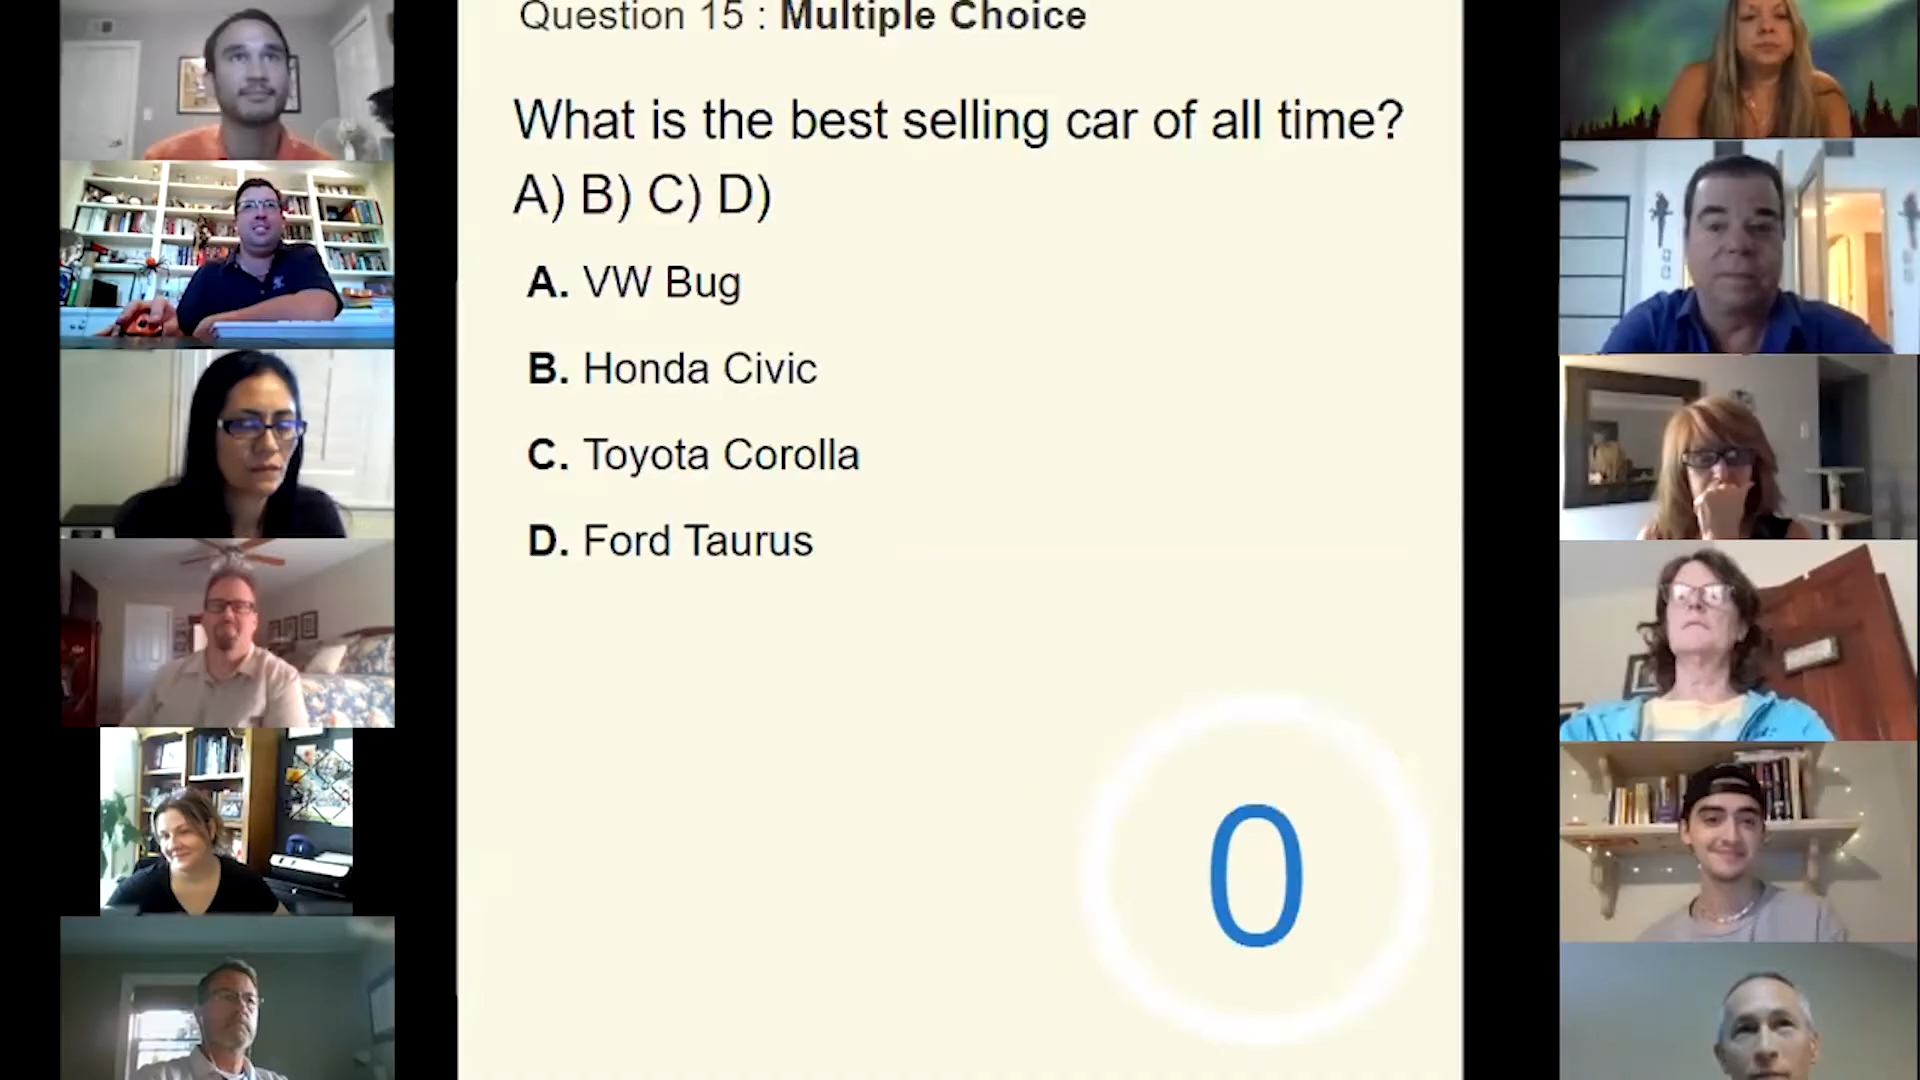 Question 15 : Multiple Choice
What is the best selling car of all time?
A) B) C) D)
A. VW Bug
B. Honda Civic
C. Toyota Corolla
D. Ford Taurus
0